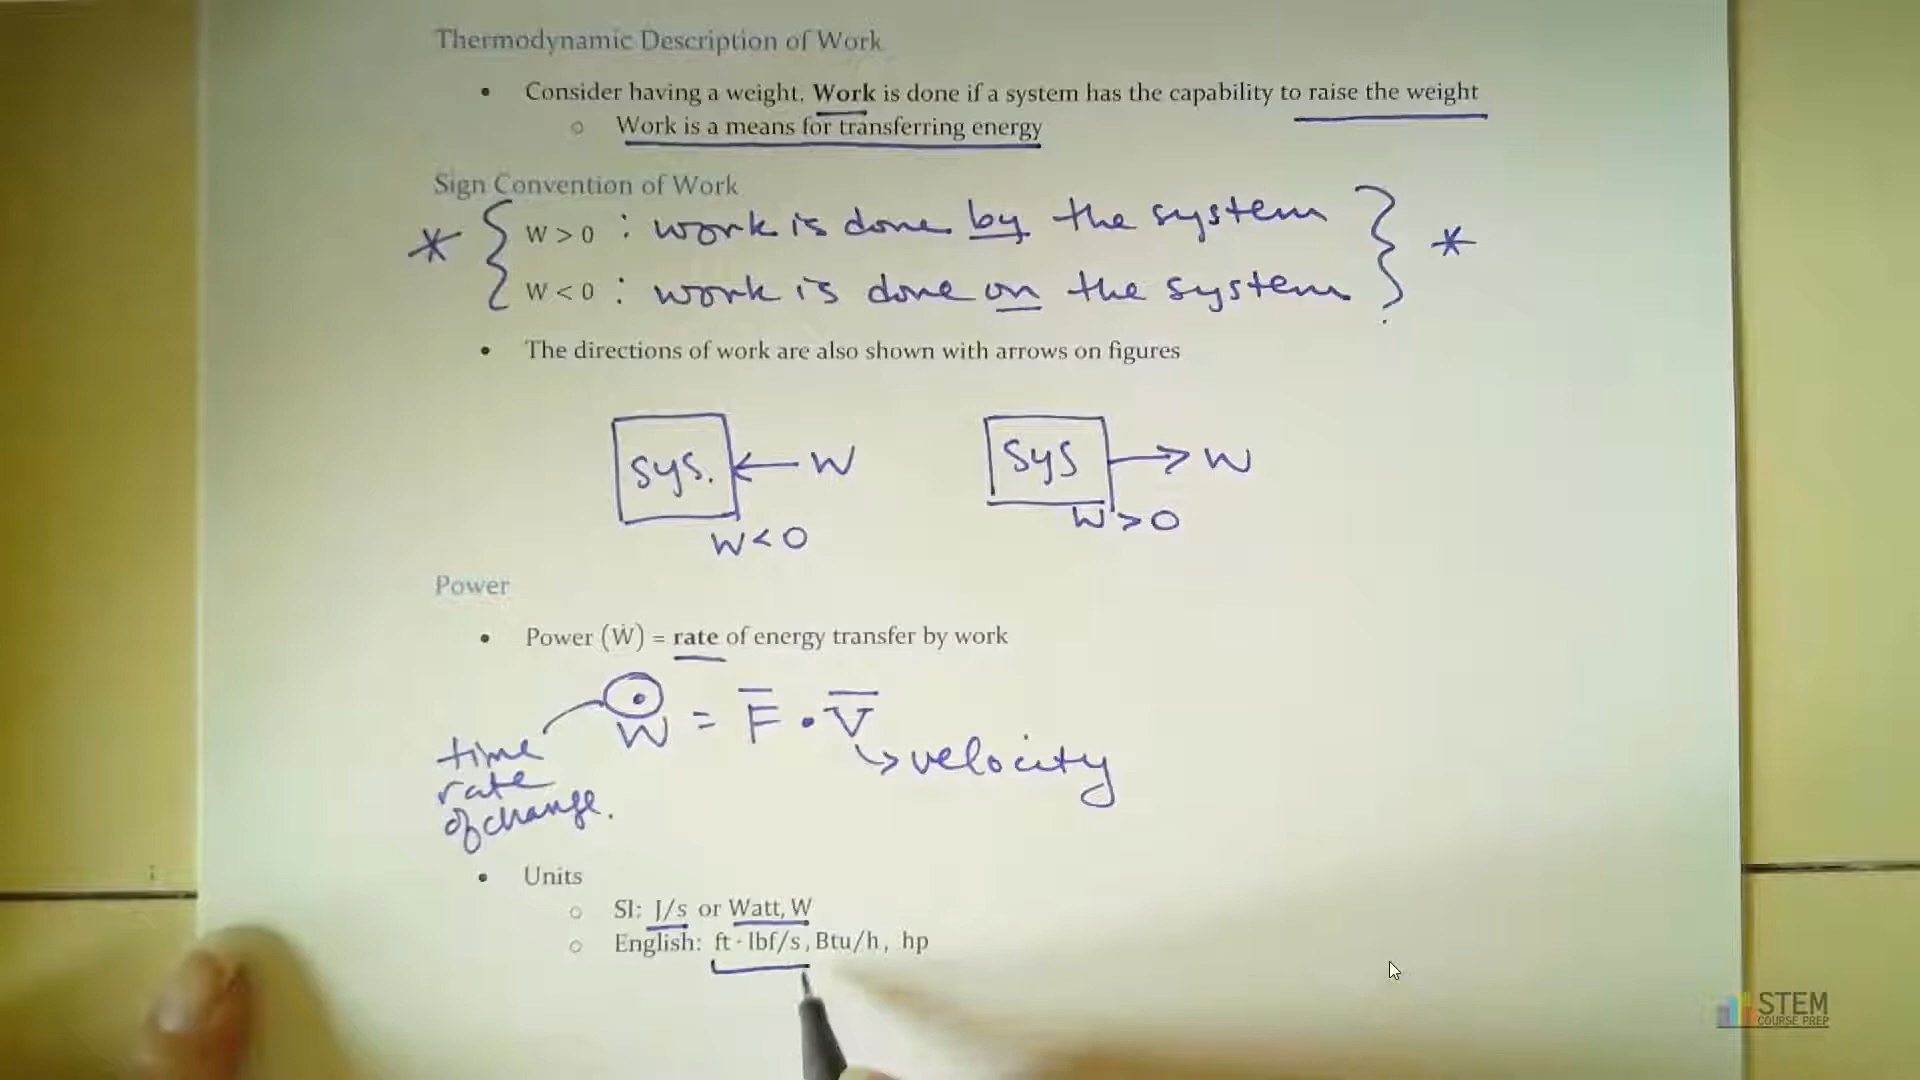 Thermodynamic Description of Work
• Consider having a weight. Work is done if a system has the capability to raise the weight
○ Work is a means for transferring energy
Sign Convention of Work
* { W > 0 : work is done by the system } *
W < 0 : work is done on the system
• The directions of work are also shown with arrows on figures
sys. ← W
W < 0
sys → W
W > 0
Power
• Power (Ẇ) = rate of energy transfer by work
Ẇ = F̅ • V̅
↳ velocity
time
rate
of change.
• Units
○ SI: J/s or Watt, W
○ English: ft · lbf/s, Btu/h, hp
STEM
COURSE PREP